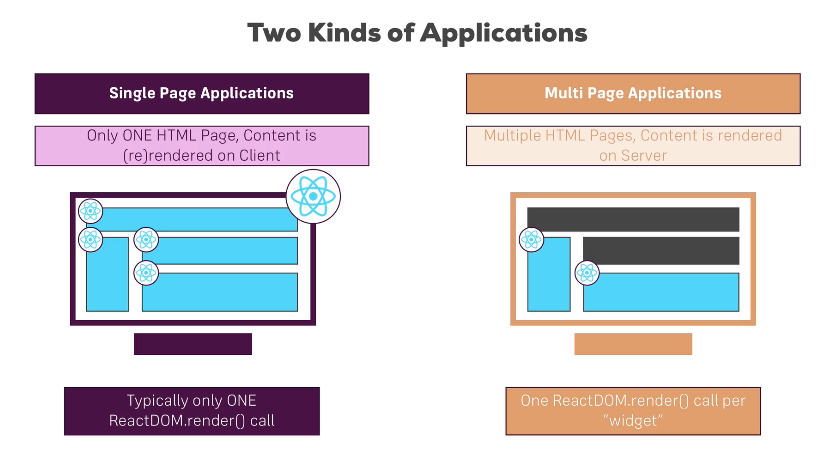 Two Kinds of Applications
Single Page Applications
Only ONE HTML Page, Content is
(re)rendered on Client
Typically only ONE
ReactDOM.render() call
Multi Page Applications
Multiple HTML Pages, Content is rendered
on Server
One ReactDOM.render() call per
“widget”